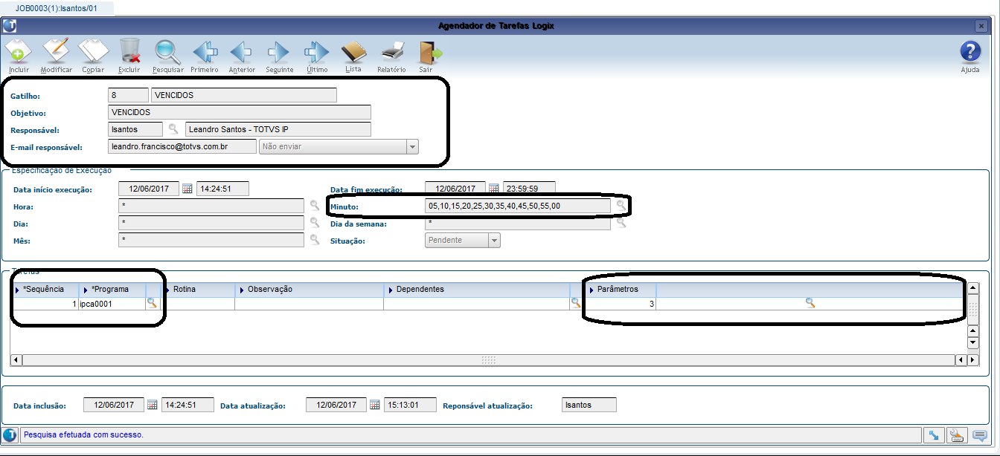 JOB0003(1):lsantos/01
Agendador de Tarefas Logix
Incluir Modificar Copiar Excluir Pesquisar Primeiro Anterior Seguinte Último Lista Relatório Sair Ajuda
Gatilho: 8 VENCIDOS
Objetivo: VENCIDOS
Responsável: lsantos Leandro Santos - TOTVS IP
E-mail responsável: leandro.francisco@totvs.com.br Não enviar
Especificação de Execução
Data início execução: 12/06/2017 14:24:51 Data fim execução: 12/06/2017 23:59:59
Hora: * Minuto: 05,10,15,20,25,30,35,40,45,50,55,00
Dia: * Dia da semana: *
Mês: * Situação: Pendente
Tarefas
*Sequência *Programa Rotina Observação Dependentes Parâmetros
1 ipca0001 3
Data inclusão: 12/06/2017 14:24:51 Data atualização: 12/06/2017 15:13:01 Reponsável atualização: lsantos
Pesquisa efetuada com sucesso.